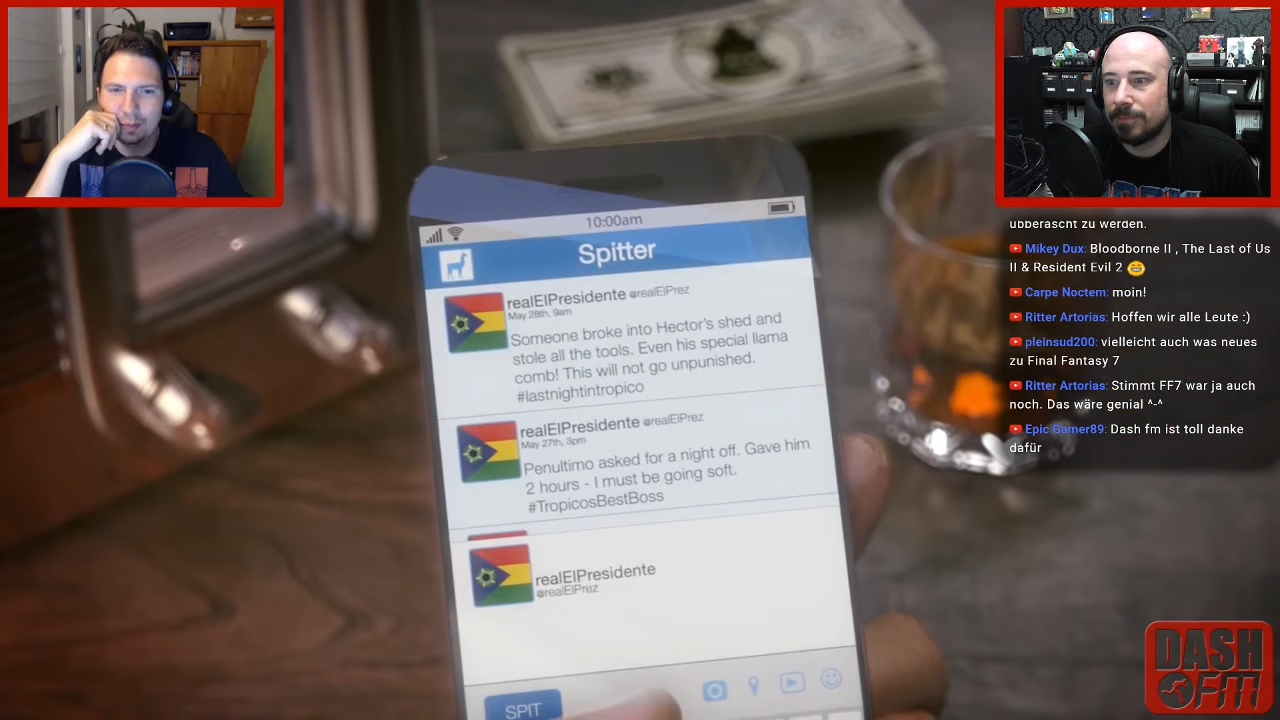 10:00am
Spitter
realElPresidente @realElPrez
May 28th, 9am
Someone broke into Hector's shed and
stole all the tools. Even his special llama
comb! This will not go unpunished.
#lastnightintropico
realElPresidente @realElPrez
May 27th, 3pm
Penultimo asked for a night off. Gave him
2 hours - I must be going soft.
#TropicosBestBoss
realElPresidente
@realElPrez
SPIT
übberascht zu werden.
Mikey Dux: Bloodborne II , The Last of Us
II & Resident Evil 2 😂
Carpe Noctem: moin!
Ritter Artorias: Hoffen wir alle Leute :)
pleinsud200: vielleicht auch was neues
zu Final Fantasy 7
Ritter Artorias: Stimmt FF7 war ja auch
noch. Das wäre genial ^-^
Epic Gamer89: Dash fm ist toll danke
dafür
DASH
FM